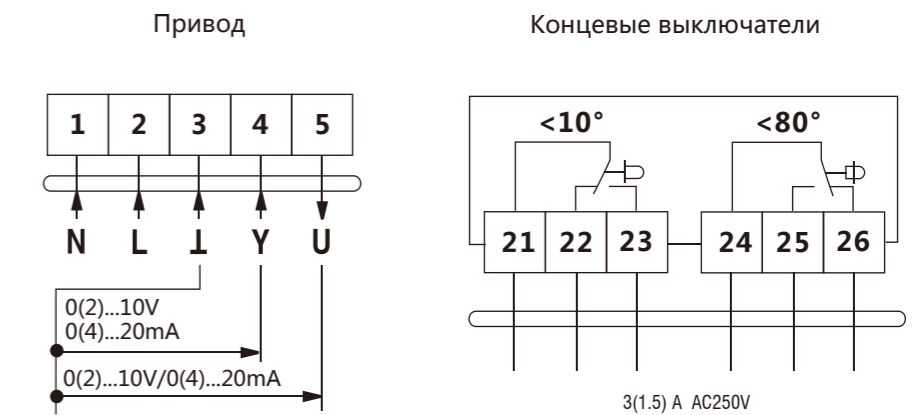 Привод
Концевые выключатели
1 2 3 4 5
N L ⊥ Y U
0(2)...10V
0(4)...20mA
0(2)...10V/0(4)...20mA
<10° <80°
21 22 23 24 25 26
3(1.5) A AC250V